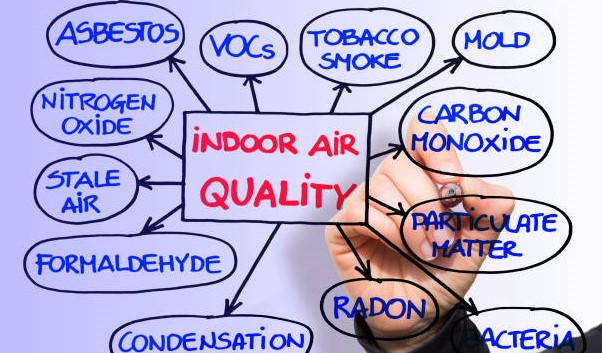 ASBESTOS
VOCs
TOBACCO
SMOKE
MOLD
NITROGEN
OXIDE
CARBON
MONOXIDE
INDOOR AIR
QUALITY
STALE
AIR
PARTICULATE
MATTER
FORMALDEHYDE
RADON
CONDENSATION
BACTERIA